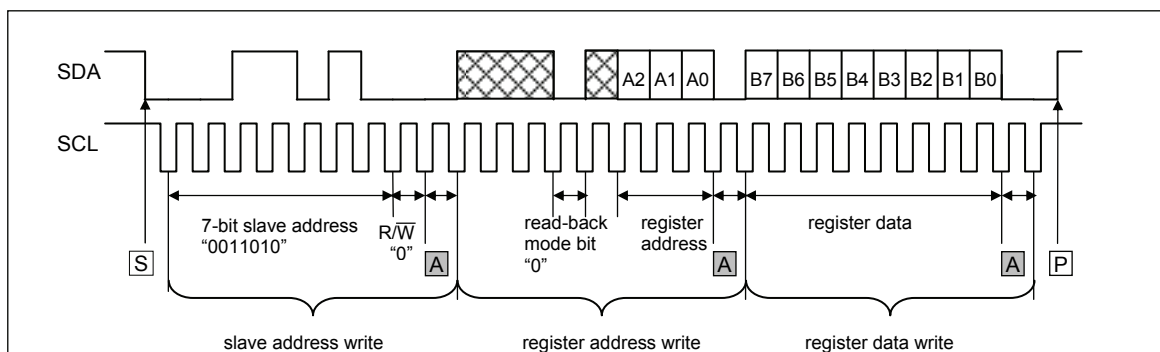 SDA
A2 A1 A0 B7 B6 B5 B4 B3 B2 B1 B0
SCL
7-bit slave address
"0011010"
R/W̅
"0"
read-back
mode bit
"0"
register
address
register data
S A A A P
slave address write register address write register data write